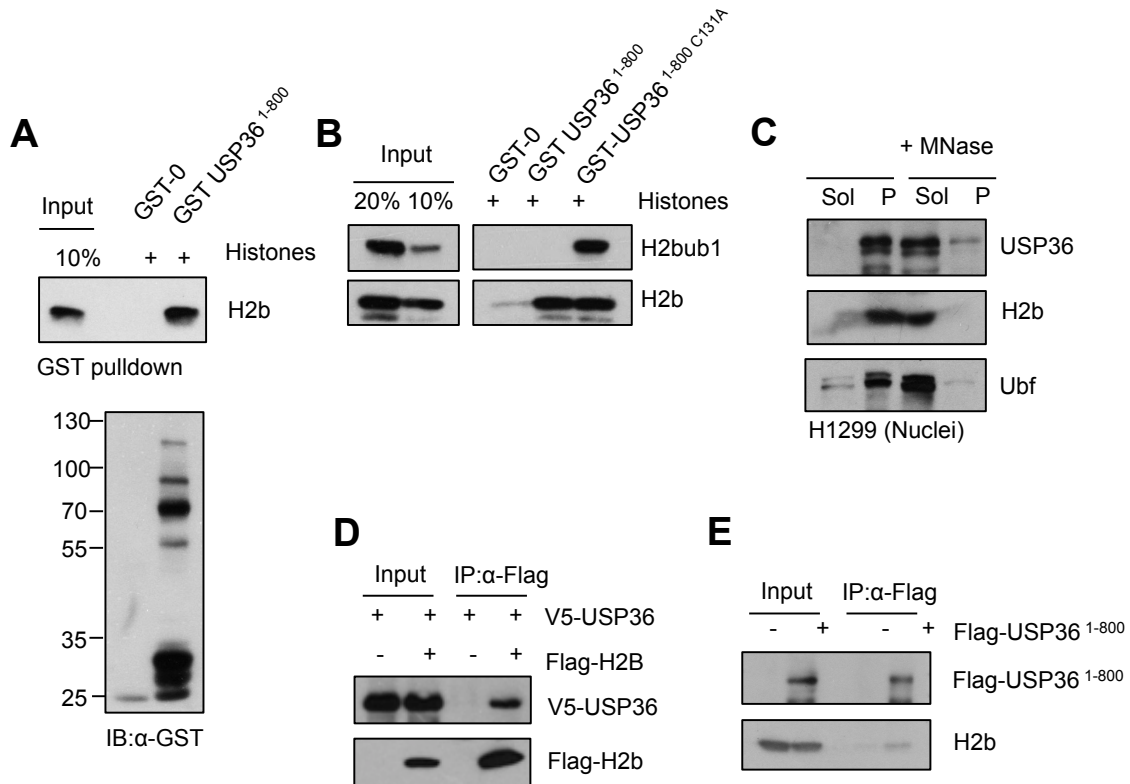 A
GST-0
GST USP36 1-800
Input
10% + + Histones
H2b
GST pulldown
130
100
70
55
35
25
IB:α-GST
B
GST-0
GST USP36 1-800
GST-USP36 1-800 C131A
Input
20% 10% + + + Histones
H2bub1
H2b
C
+ MNase
Sol P Sol P
USP36
H2b
Ubf
H1299 (Nuclei)
D
Input IP:α-Flag
+ + + + V5-USP36
- + - + Flag-H2B
V5-USP36
Flag-H2b
E
Input IP:α-Flag
- + - + Flag-USP36 1-800
Flag-USP36 1-800
H2b